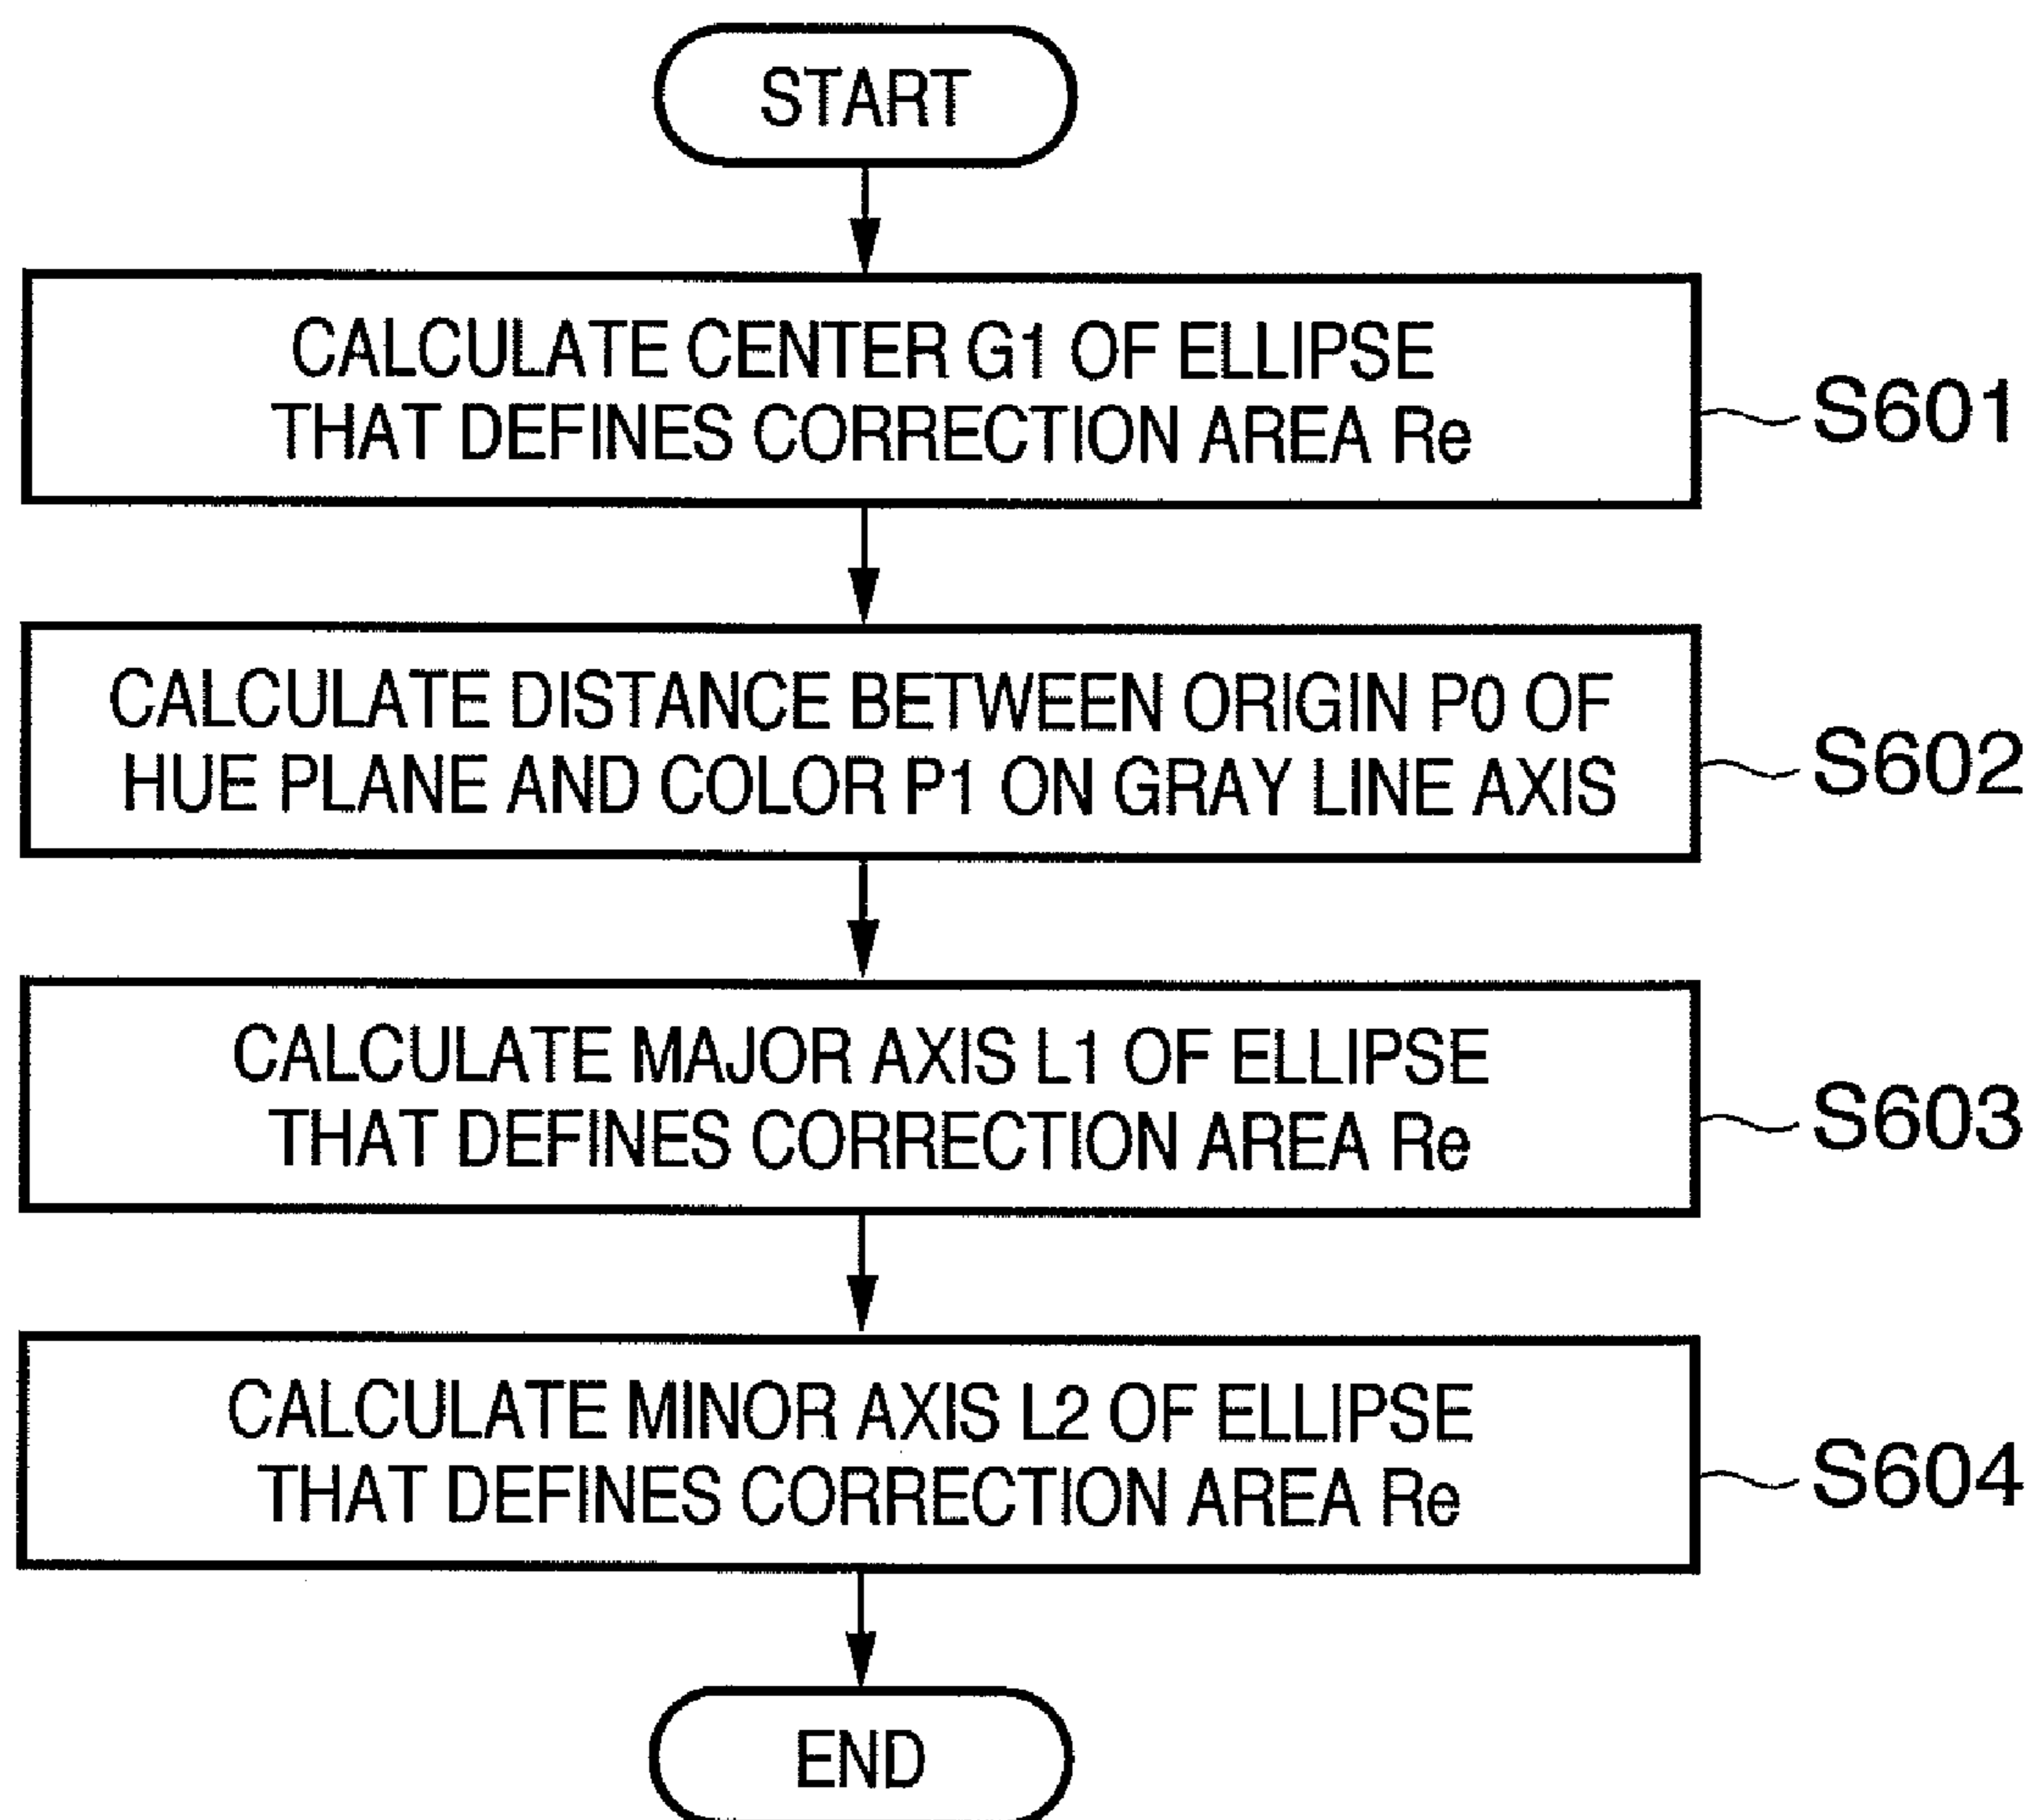 START
CALCULATE CENTER G1 OF ELLIPSE
THAT DEFINES CORRECTION AREA Re
S601
CALCULATE DISTANCE BETWEEN ORIGIN P0 OF
HUE PLANE AND COLOR P1 ON GRAY LINE AXIS
S602
CALCULATE MAJOR AXIS L1 OF ELLIPSE
THAT DEFINES CORRECTION AREA Re
S603
CALCULATE MINOR AXIS L2 OF ELLIPSE
THAT DEFINES CORRECTION AREA Re
S604
END